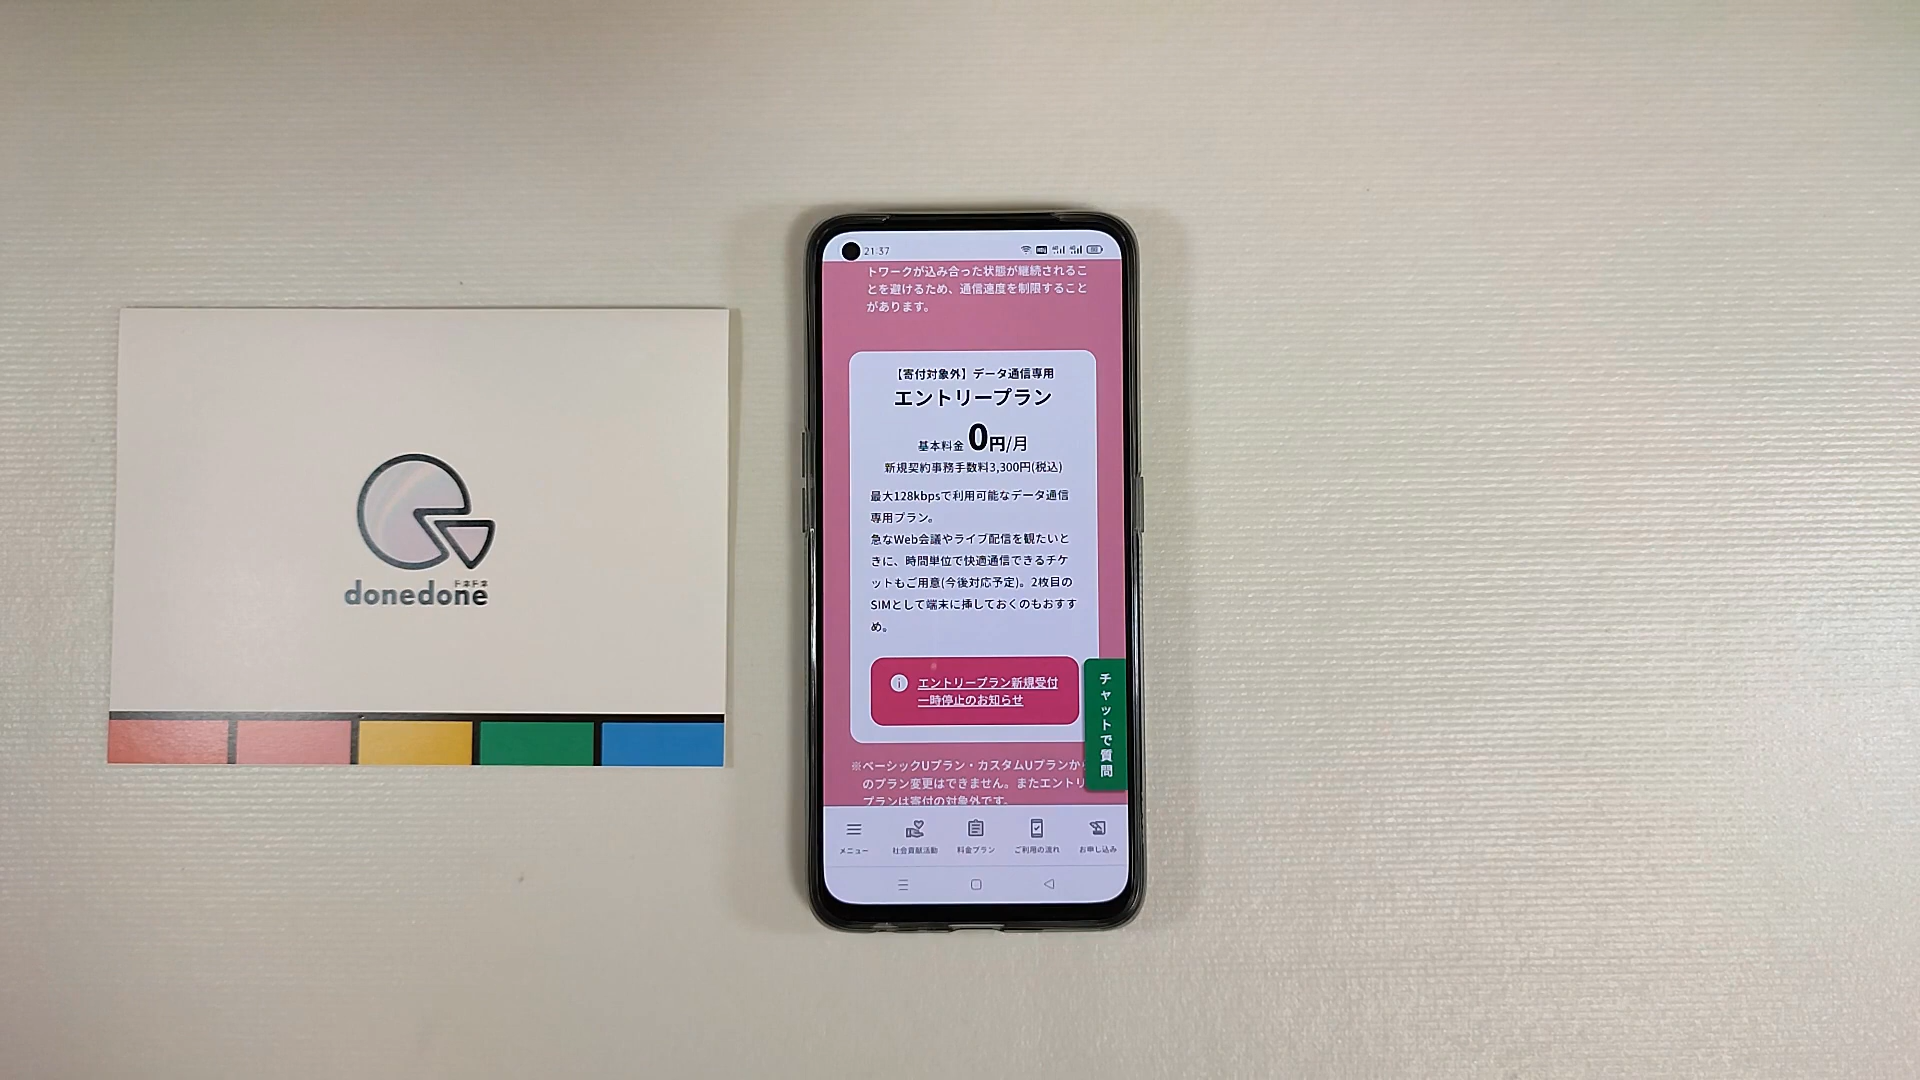 ドネドネ
donedone
21:37
トワークが込み合った状態が継続されるこ
とを避けるため、通信速度を制限すること
があります。
【寄付対象外】データ通信専用
エントリープラン
基本料金 0円/月
新規契約事務手数料3,300円(税込)
最大128kbpsで利用可能なデータ通信
専用プラン。
急なWeb会議やライブ配信を観たいと
きに、時間単位で快適通信できるチケ
ットもご用意(今後対応予定)。2枚目の
SIMとして端末に挿しておくのもおすす
め。
エントリープラン新規受付
一時停止のお知らせ
チャットで質問
※ベーシックUプラン・カスタムUプランから
のプラン変更はできません。またエントリ
プランは寄付の対象外です。
メニュー
社会貢献活動
料金プラン
ご利用の流れ
お申し込み